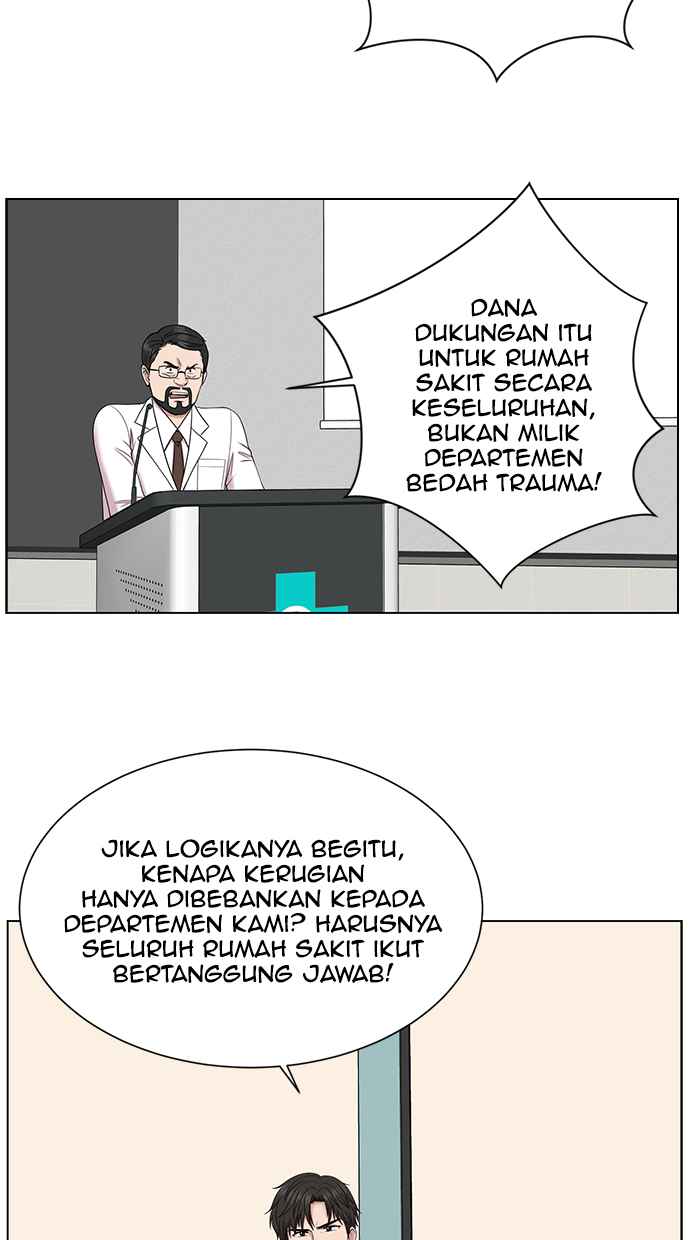 DANA
DUKUNGAN ITU
UNTUK RUMAH
SAKIT SECARA
KESELURUHAN,
BUKAN MILIK
DEPARTEMEN
BEDAH TRAUMA!
JIKA LOGIKANYA BEGITU,
KENAPA KERUGIAN
HANYA DIBEBANKAN KEPADA
DEPARTEMEN KAMI? HARUSNYA
SELURUH RUMAH SAKIT IKUT
BERTANGGUNG JAWAB!